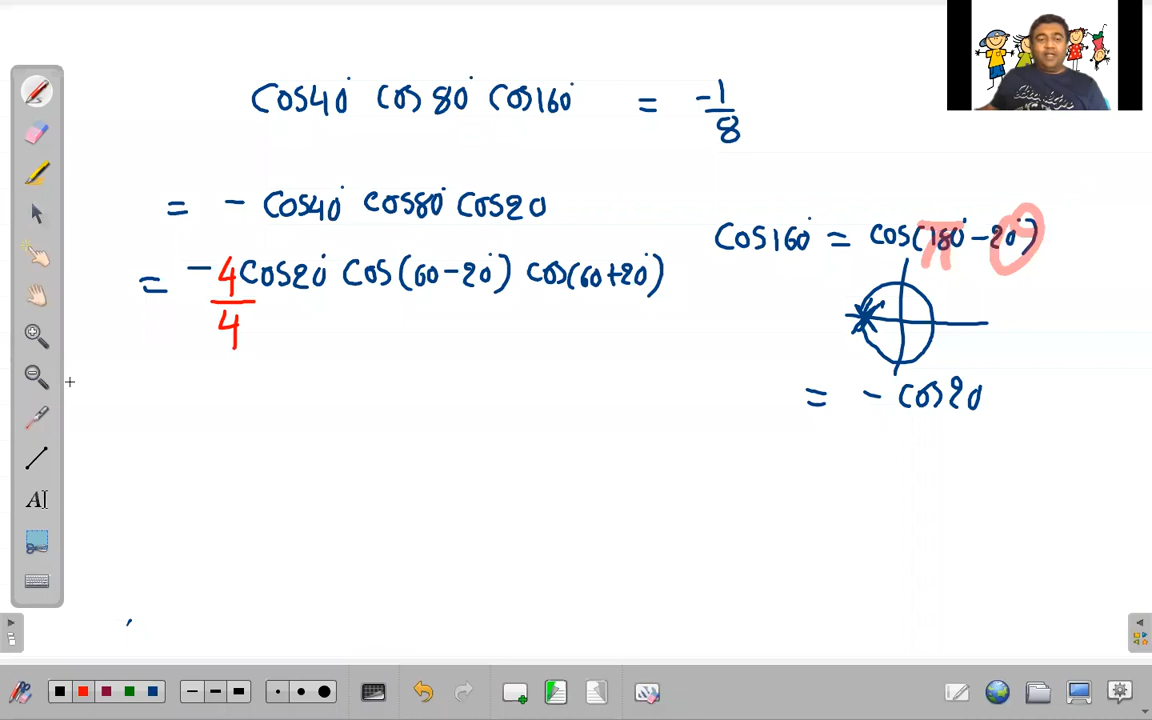 cos40° cos80° cos160° = -1/8
= - cos40° cos80° cos20
cos160° = cos(180° - 20°)
π θ
= - 4/4 cos20° cos(60-20°) cos(60+20°)
= - cos20
AI